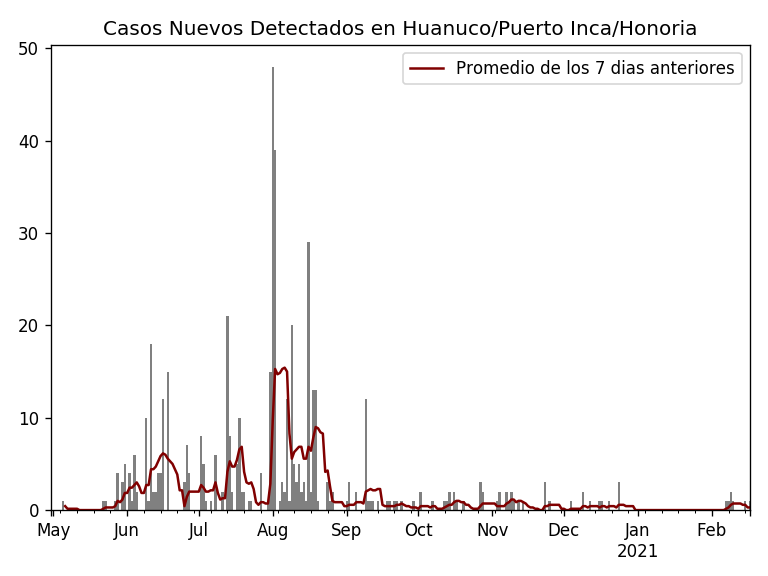 Casos Nuevos Detectados en Huanuco/Puerto Inca/Honoria
Promedio de los 7 dias anteriores
50
40
30
20
10
0
May Jun Jul Aug Sep Oct Nov Dec Jan Feb
2021